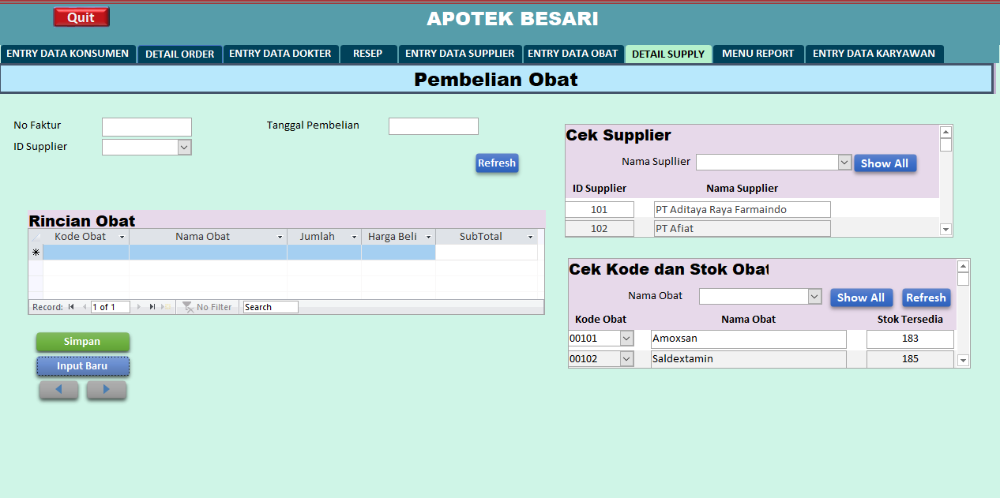 Quit
APOTEK BESARI
ENTRY DATA KONSUMEN DETAIL ORDER ENTRY DATA DOKTER RESEP ENTRY DATA SUPPLIER ENTRY DATA OBAT DETAIL SUPPLY MENU REPORT ENTRY DATA KARYAWAN
Pembelian Obat
No Faktur Tanggal Pembelian
ID Supplier
Refresh
Rincian Obat
Kode Obat Nama Obat Jumlah Harga Beli SubTotal
Record: 1 of 1 No Filter Search
Simpan
Input Baru
Cek Supplier
Nama Supllier Show All
ID Supplier Nama Supplier
101 PT Aditaya Raya Farmaindo
102 PT Afiat
Cek Kode dan Stok Obat
Nama Obat Show All Refresh
Kode Obat Nama Obat Stok Tersedia
00101 Amoxsan 183
00102 Saldextamin 185